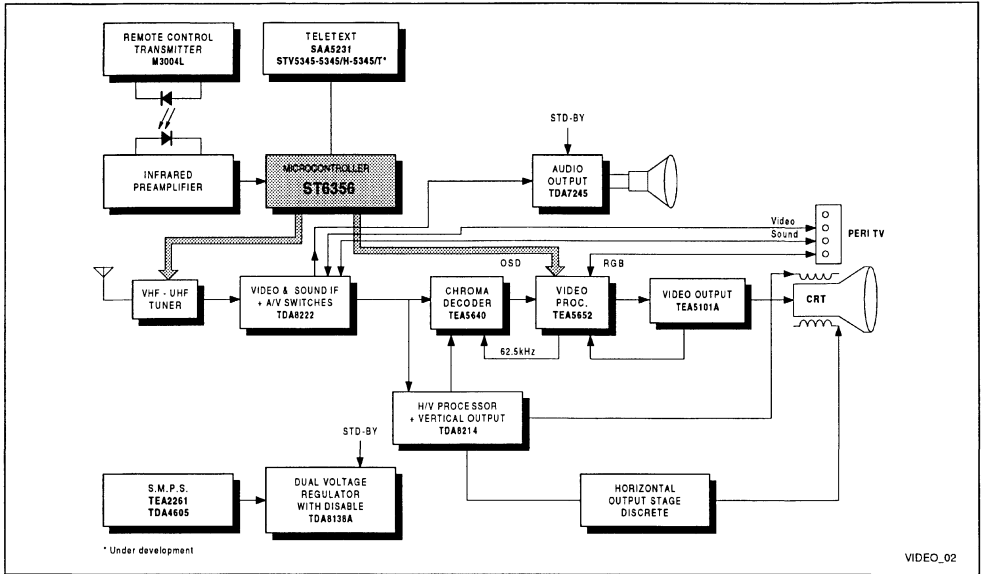 REMOTE CONTROL
TRANSMITTER
M3004L
TELETEXT
SAA5231
STV5345-5345/H-5345/T*
INFRARED
PREAMPLIFIER
MICROCONTROLLER
ST6356
STD-BY
AUDIO
OUTPUT
TDA7245
Video
Sound
PERI TV
OSD
RGB
VHF - UHF
TUNER
VIDEO & SOUND IF
+ A/V SWITCHES
TDA8222
CHROMA
DECODER
TEA5640
VIDEO
PROC.
TEA5652
VIDEO OUTPUT
TEA5101A
CRT
62.5kHz
H/V PROCESSOR
+ VERTICAL OUTPUT
TDA8214
STD-BY
S.M.P.S.
TEA2261
TDA4605
DUAL VOLTAGE
REGULATOR
WITH DISABLE
TDA8138A
HORIZONTAL
OUTPUT STAGE
DISCRETE
* Under development
VIDEO_02